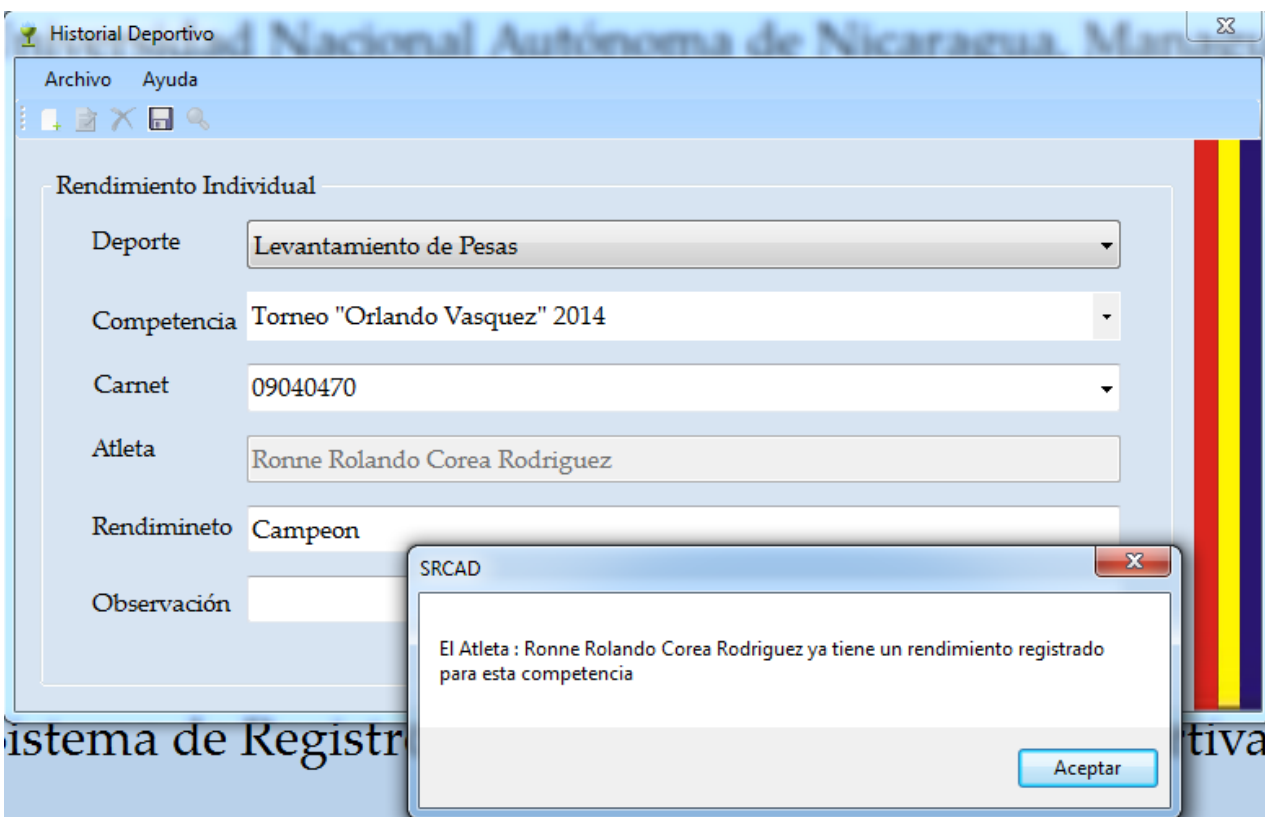 Historial Deportivo
Nacional Autónoma de Nicaragua.
Archivo Ayuda
Rendimiento Individual
Deporte Levantamiento de Pesas
Competencia Torneo "Orlando Vasquez" 2014
Carnet 09040470
Atleta Ronne Rolando Corea Rodriguez
Rendimineto Campeon
Observación
SRCAD
El Atleta : Ronne Rolando Corea Rodriguez ya tiene un rendimiento registrado
para esta competencia
Aceptar
istema de Registr rtiva